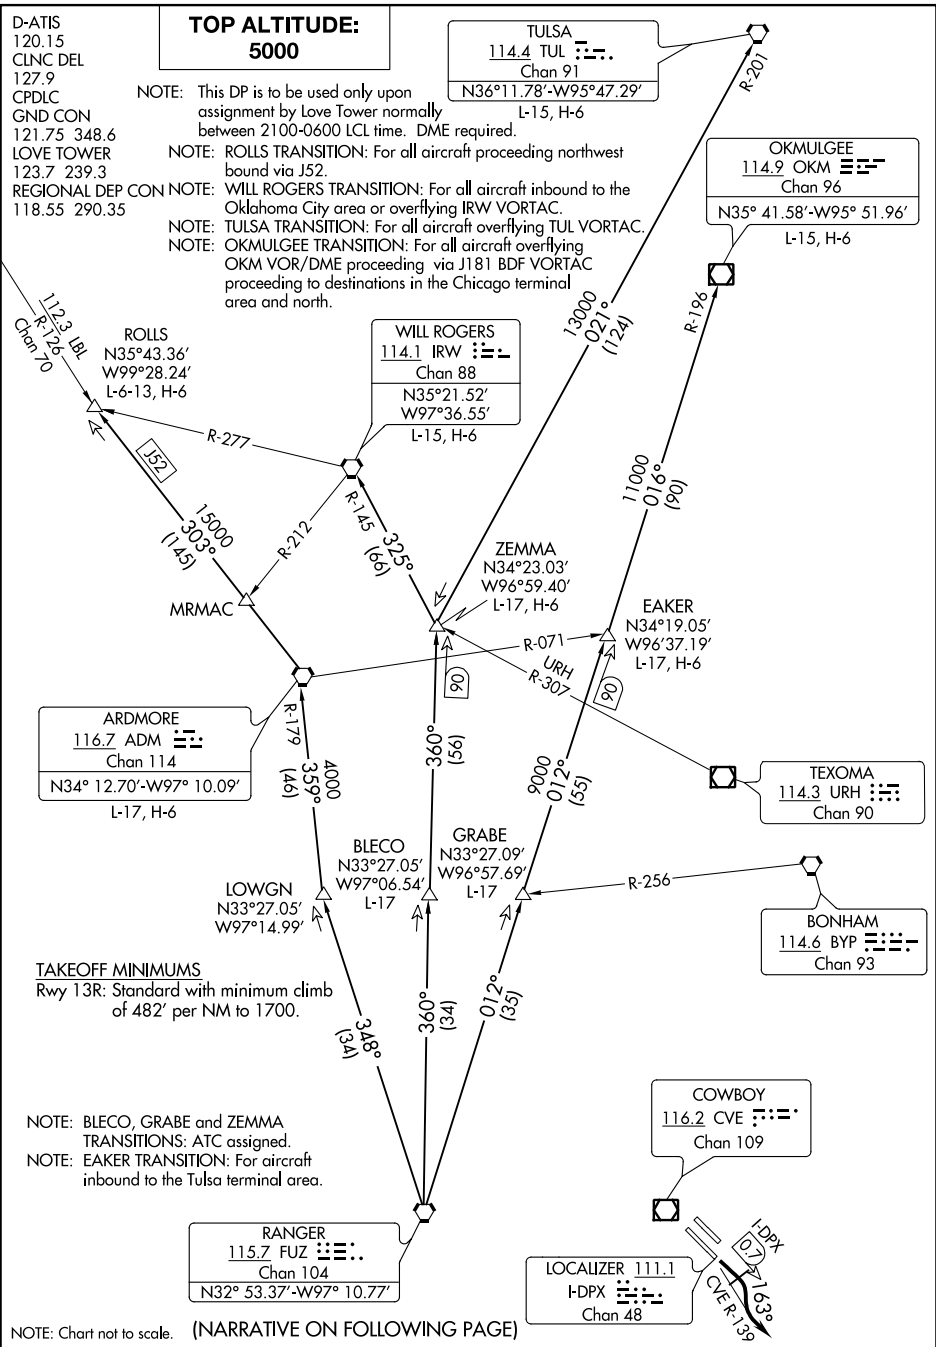 D-ATIS
120.15
CLNC DEL
127.9
CPDLC
GND CON
121.75 348.6
LOVE TOWER
123.7 239.3
REGIONAL DEP CON
118.55 290.35
TOP ALTITUDE:
5000
NOTE: This DP is to be used only upon
assignment by Love Tower normally
between 2100-0600 LCL time. DME required.
NOTE: ROLLS TRANSITION: For all aircraft proceeding northwest
bound via J52.
NOTE: WILL ROGERS TRANSITION: For all aircraft inbound to the
Oklahoma City area or overflying IRW VORTAC.
NOTE: TULSA TRANSITION: For all aircraft overflying TUL VORTAC.
NOTE: OKMULGEE TRANSITION: For all aircraft overflying
OKM VOR/DME proceeding via J181 BDF VORTAC
proceeding to destinations in the Chicago terminal
area and north.
TULSA
114.4 TUL
Chan 91
N36°11.78'-W95°47.29'
L-15, H-6
R-201
OKMULGEE
114.9 OKM
Chan 96
N35° 41.58'-W95° 51.96'
L-15, H-6
R-196
13000
021°
(124)
112.3 LBL
R-126
Chan 70
ROLLS
N35°43.36'
W99°28.24'
L-6-13, H-6
WILL ROGERS
114.1 IRW
Chan 88
N35°21.52'
W97°36.55'
L-15, H-6
R-277
J52
R-145
R-212
15000
303°
(145)
325°
(66)
11000
016°
(90)
MRMAC
ZEMMA
N34°23.03'
W96°59.40'
L-17, H-6
EAKER
N34°19.05'
W96'37.19'
L-17, H-6
R-071
URH
R-307
90
90
ARDMORE
116.7 ADM
Chan 114
N34° 12.70'-W97° 10.09'
L-17, H-6
R-179
4000
359°
(46)
360°
(56)
9000
012°
(55)
TEXOMA
114.3 URH
Chan 90
BLECO
N33°27.05'
W97°06.54'
L-17
GRABE
N33°27.09'
W96°57.69'
L-17
LOWGN
N33°27.05'
W97°14.99'
R-256
BONHAM
114.6 BYP
Chan 93
TAKEOFF MINIMUMS
Rwy 13R: Standard with minimum climb
of 482' per NM to 1700.
348°
(34)
360°
(34)
012°
(35)
NOTE: BLECO, GRABE and ZEMMA
TRANSITIONS: ATC assigned.
NOTE: EAKER TRANSITION: For aircraft
inbound to the Tulsa terminal area.
COWBOY
116.2 CVE
Chan 109
RANGER
115.7 FUZ
Chan 104
N32° 53.37'-W97° 10.77'
LOCALIZER 111.1
I-DPX
Chan 48
I-DPX
0.7
163°
CVE R-139
NOTE: Chart not to scale.
(NARRATIVE ON FOLLOWING PAGE)